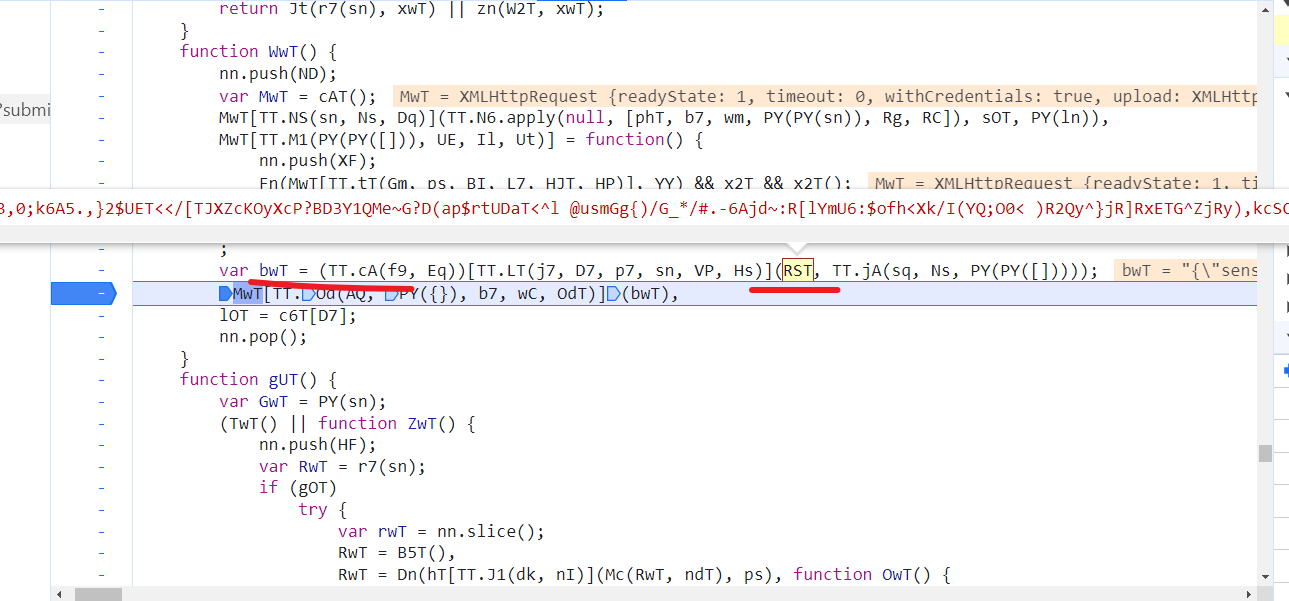 return Jt(r7(sn), xwT) || zn(W2T, xwT);
}
function WwT() {
nn.push(ND);
var MwT = cAT(); MwT = XMLHttpRequest {readyState: 1, timeout: 0, withCredentials: true, upload: XMLHttp
?submi
MwT[TT.NS(sn, Ns, Dq)](TT.N6.apply(null, [phT, b7, wm, PY(PY(sn)), Rg, RC]), sOT, PY(ln)),
MwT[TT.M1(PY(PY([])), UE, Il, Ut)] = function() {
nn.push(XF);
Fn(MwT[TT.tT(Gm, ps, BI, L7, HJT, HP)], YY) && x2T && x2T(); MwT = XMLHttpRequest {readyState: 1, ti
3,0;k6A5.,}2$UET<</[TJXZcKOyXcP?BD3Y1QMe~G?D(ap$rtUDaT<^l @usmGg{)/G_*/#.-6Ajd~:R[lYmU6:$ofh<Xk/I(YQ;O0< )R2Qy^}jR]RxETG^ZjRy),kcSC
;
var bwT = (TT.cA(f9, Eq))[TT.LT(j7, D7, p7, sn, VP, Hs)](RST, TT.jA(sq, Ns, PY(PY([])))); bwT = "{\"sens
MwT[TT.Od(AQ, PY({}), b7, wC, OdT)](bwT),
lOT = c6T[D7];
nn.pop();
}
function gUT() {
var GwT = PY(sn);
(TwT() || function ZwT() {
nn.push(HF);
var RwT = r7(sn);
if (gOT)
try {
var rwT = nn.slice();
RwT = B5T(),
RwT = Dn(hT[TT.J1(dk, nI)](Mc(RwT, ndT), ps), function OwT() {